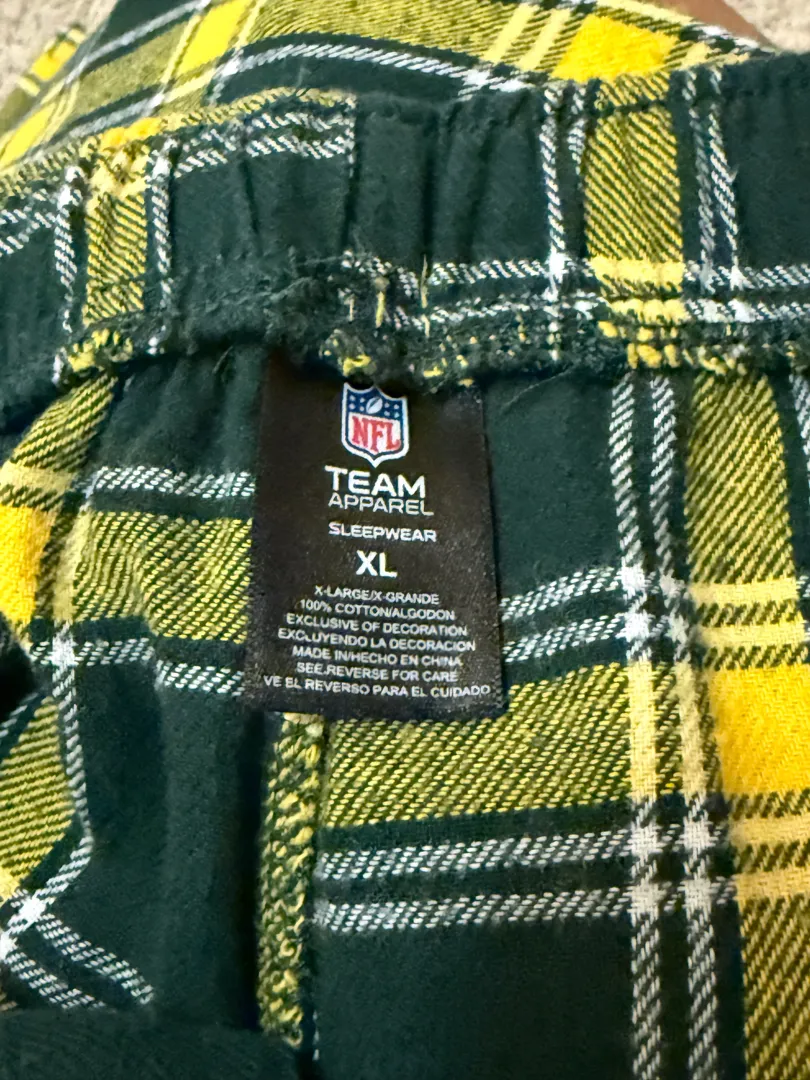 NFL
TEAM
APPAREL
SLEEPWEAR
XL
X-LARGE/X-GRANDE
100% COTTON/ALGODON
EXCLUSIVE OF DECORATION
EXCLUYENDO LA DECORACION
MADE IN/HECHO EN CHINA
SEE REVERSE FOR CARE
VE EL REVERSO PARA EL CUIDADO